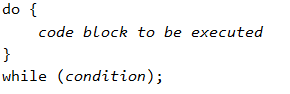 do {
    code block to be executed
}
while (condition);